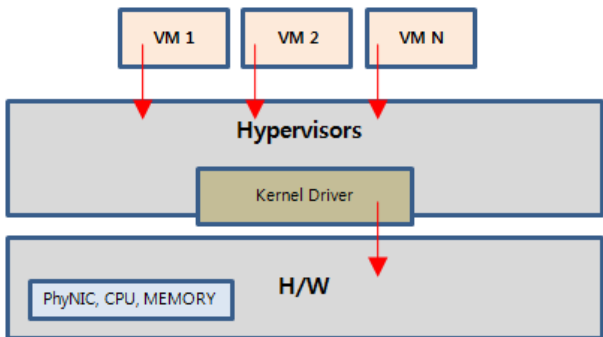 VM 1
VM 2
VM N
Hypervisors
Kernel Driver
H/W
PhyNIC, CPU, MEMORY